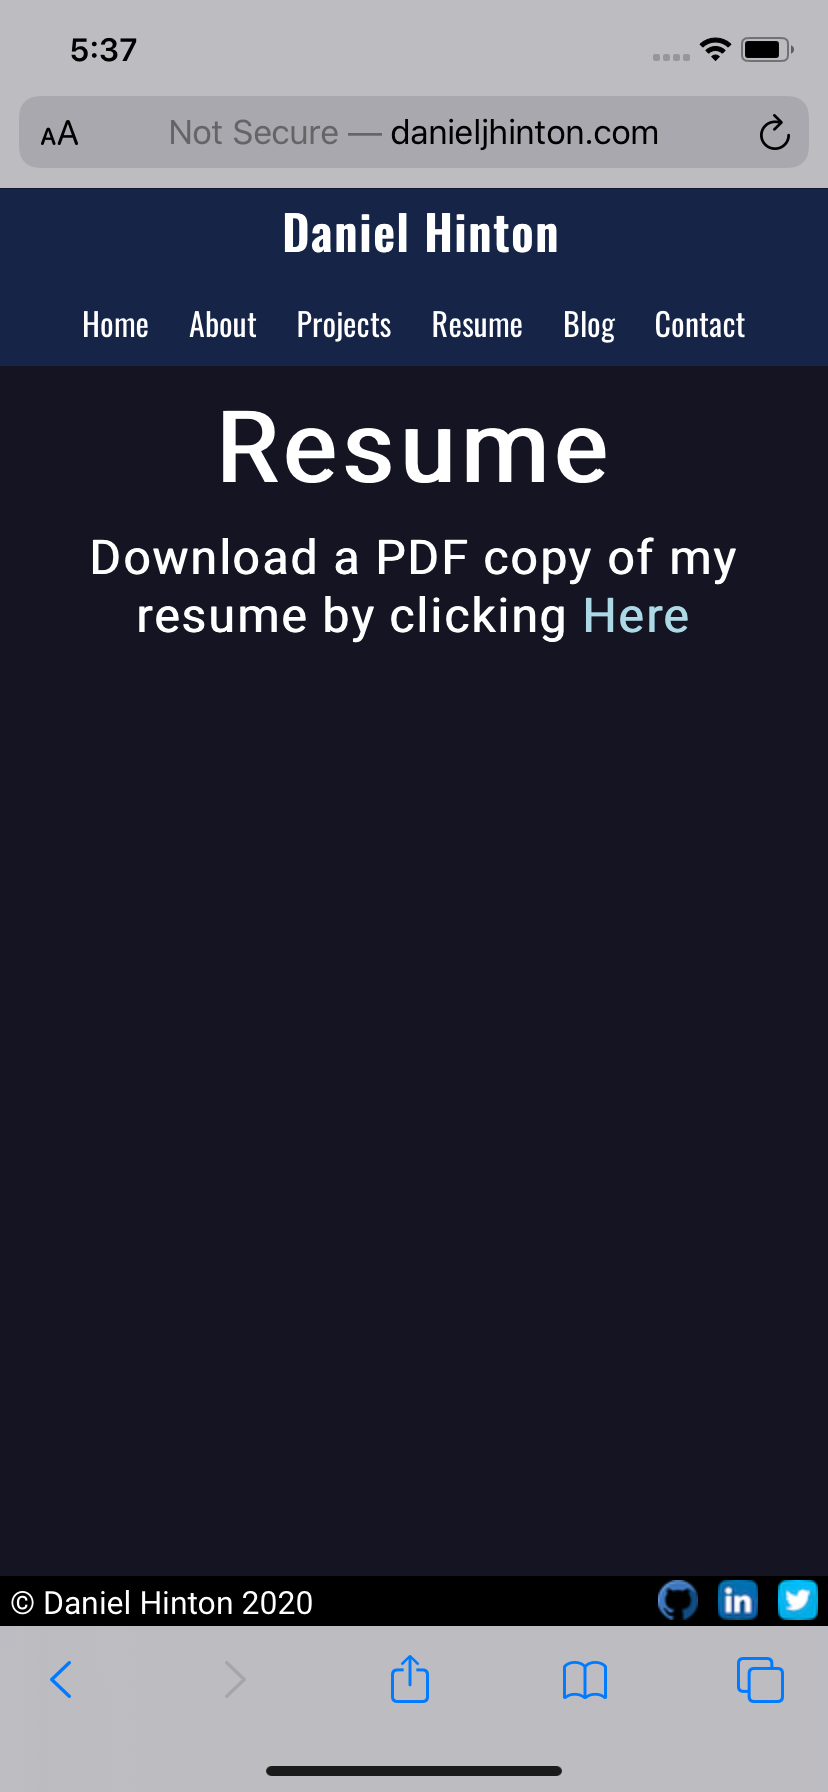 5:37
AA Not Secure — danieljhinton.com
Daniel Hinton
Home About Projects Resume Blog Contact
Resume
Download a PDF copy of my
resume by clicking Here
© Daniel Hinton 2020 in